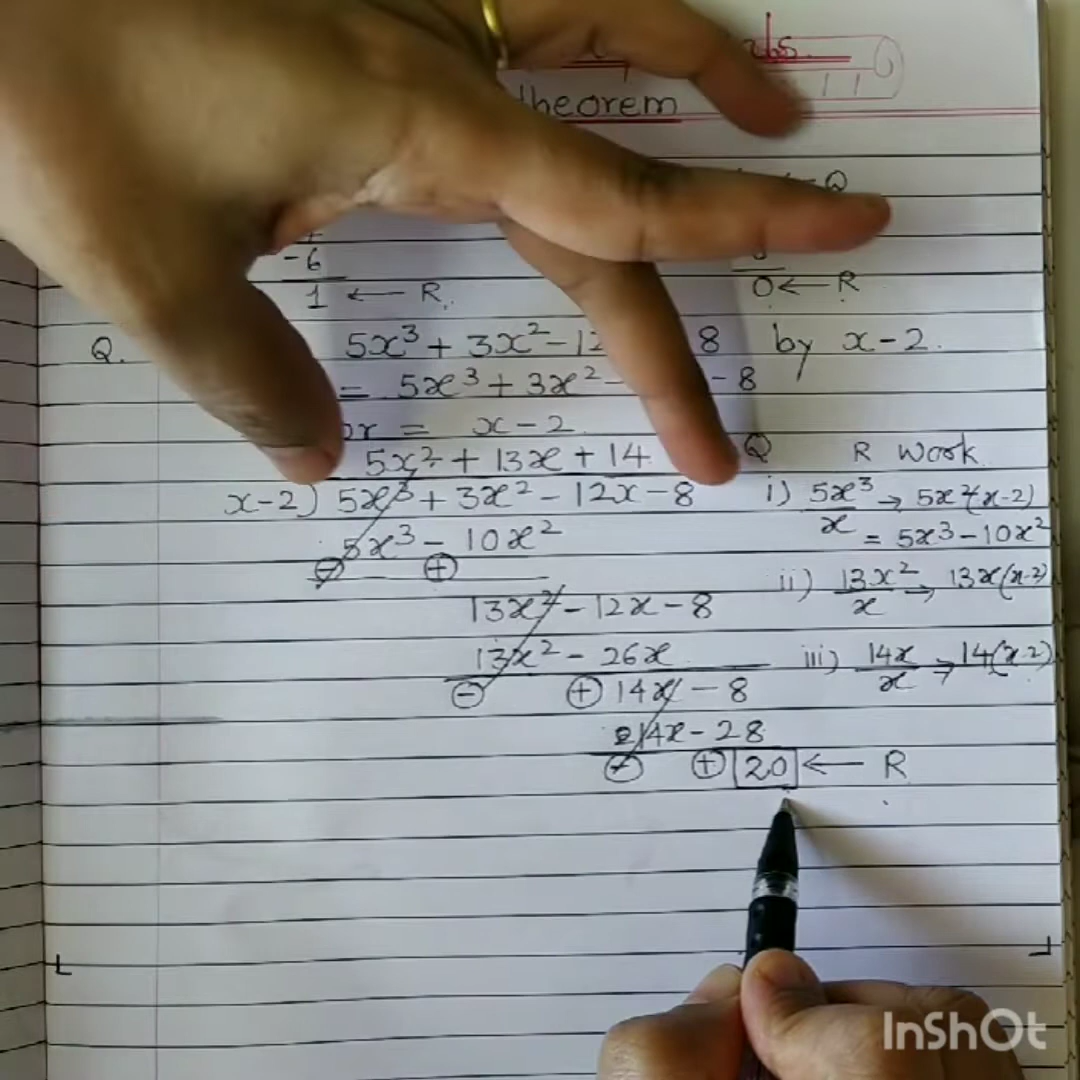 theorem
← Q
-6
1 ← R.
0 ← R
Q. 5x³ + 3x² - 12 8 by x-2.
= 5x³ + 3x² - - 8
or = x-2
5x² + 13x + 14 Q R Work
x-2) 5x³ + 3x² - 12x - 8 i) 5x³/x → 5x²(x-2)
5x³ - 10x² = 5x³ - 10x²
⊖ ⊕ ii) 13x²/x → 13x(x-2)
13x² - 12x - 8
13x² - 26x iii) 14x/x → 14(x-2)
⊖ ⊕ 14x - 8
14x - 28
⊖ ⊕ 20 ← R
InShOt